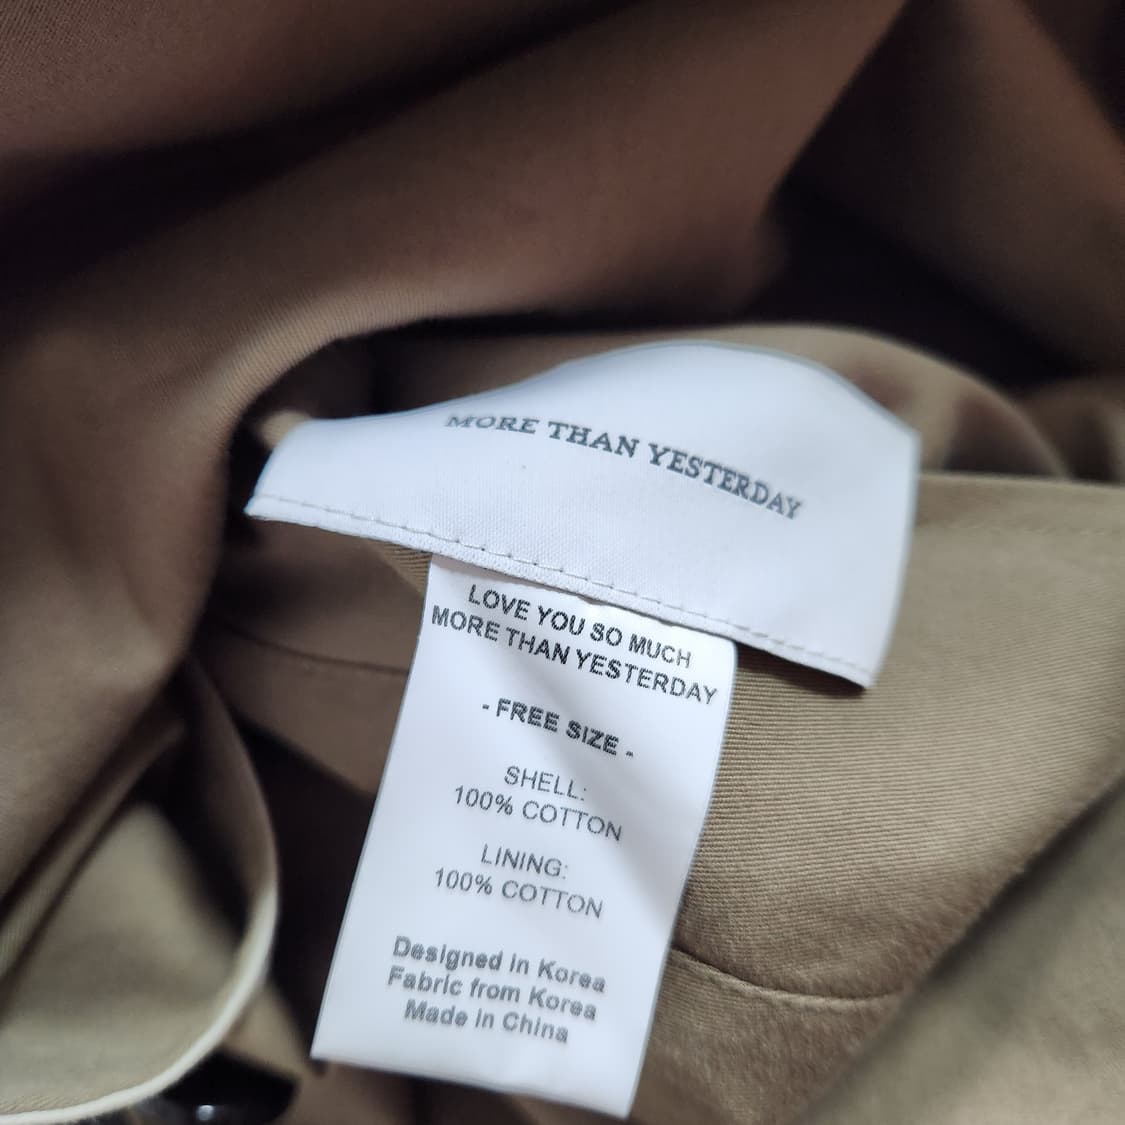 MORE THAN YESTERDAY
LOVE YOU SO MUCH
MORE THAN YESTERDAY
- FREE SIZE -
SHELL:
100% COTTON
LINING:
100% COTTON
Designed in Korea
Fabric from Korea
Made in China